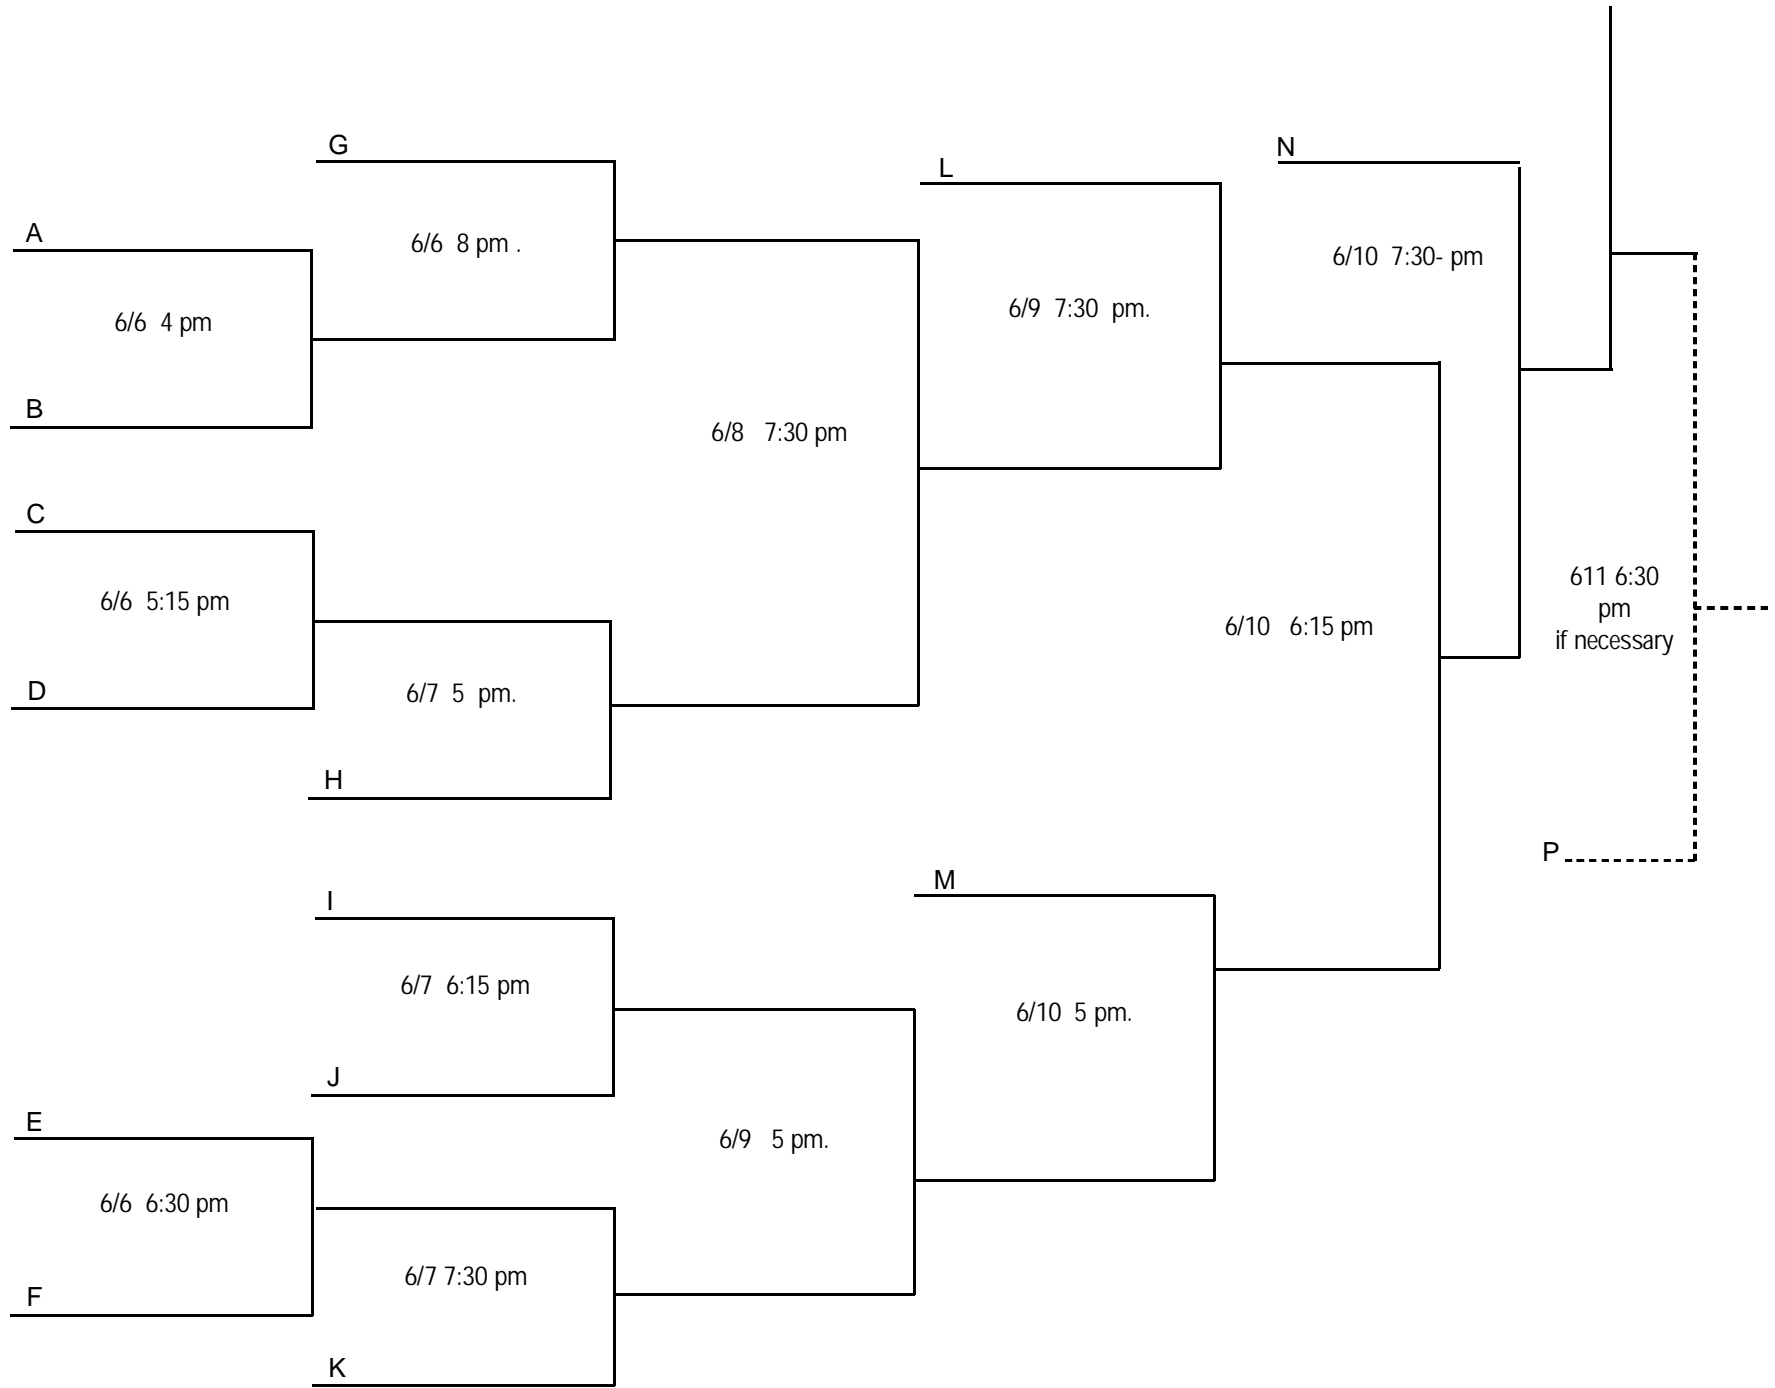 G
N
L
A
6/6 8 pm .
6/10 7:30- pm
6/9 7:30 pm.
6/6 4 pm
B
6/8 7:30 pm
C
611 6:30
pm
if necessary
6/6 5:15 pm
6/10 6:15 pm
D
6/7 5 pm.
H
P
M
I
6/7 6:15 pm
6/10 5 pm.
J
E
6/9 5 pm.
6/6 6:30 pm
6/7 7:30 pm
F
K